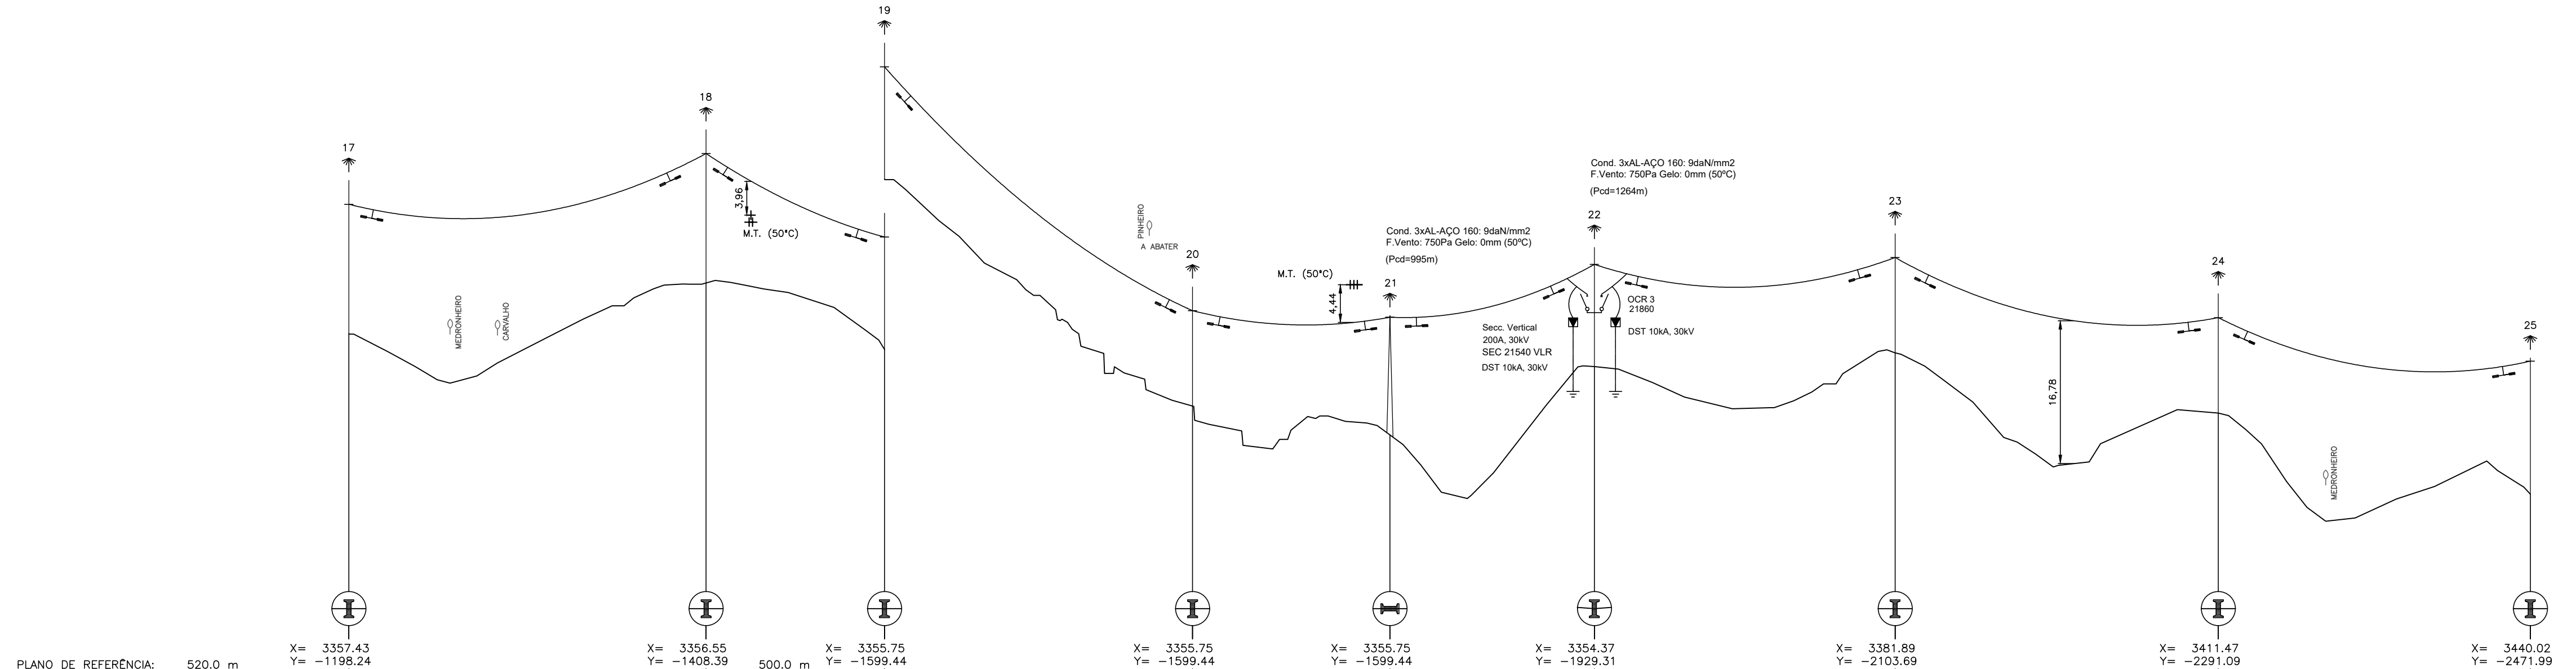 19
18
17
3,96
M.T. (50°C)
MEDRONHEIRO
CARVALHO
PINHEIRO
A ABATER
20
M.T. (50°C)
4,44
Cond. 3xAL-AÇO 160: 9daN/mm2
F.Vento: 750Pa Gelo: 0mm (50ºC)
(Pcd=995m)
21
Cond. 3xAL-AÇO 160: 9daN/mm2
F.Vento: 750Pa Gelo: 0mm (50ºC)
(Pcd=1264m)
22
OCR 3
21860
DST 10kA, 30kV
Secc. Vertical
200A, 30kV
SEC 21540 VLR
DST 10kA, 30kV
23
16,78
24
MEDRONHEIRO
25
I
I
I
I
I
I
I
I
I
X= 3357.43
Y= -1198.24
X= 3356.55
Y= -1408.39
X= 3355.75
Y= -1599.44
X= 3355.75
Y= -1599.44
X= 3355.75
Y= -1599.44
X= 3354.37
Y= -1929.31
X= 3381.89
Y= -2103.69
X= 3411.47
Y= -2291.09
X= 3440.02
Y= -2471.99
PLANO DE REFERÊNCIA: 520.0 m
500.0 m